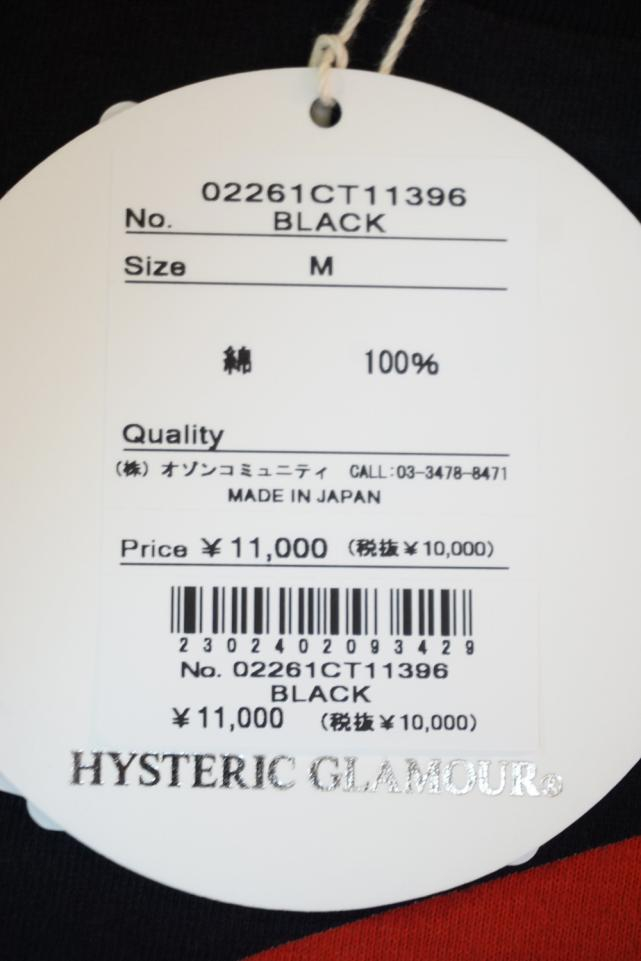 02261CT11396
No. BLACK
Size M
綿 100%
Quality
(株) オゾンコミュニティ CALL:03-3478-8471
MADE IN JAPAN
Price ¥11,000 (税抜¥10,000)
2302402093429
No. 02261CT11396
BLACK
¥11,000 (税抜¥10,000)
HYSTERIC GLAMOUR®